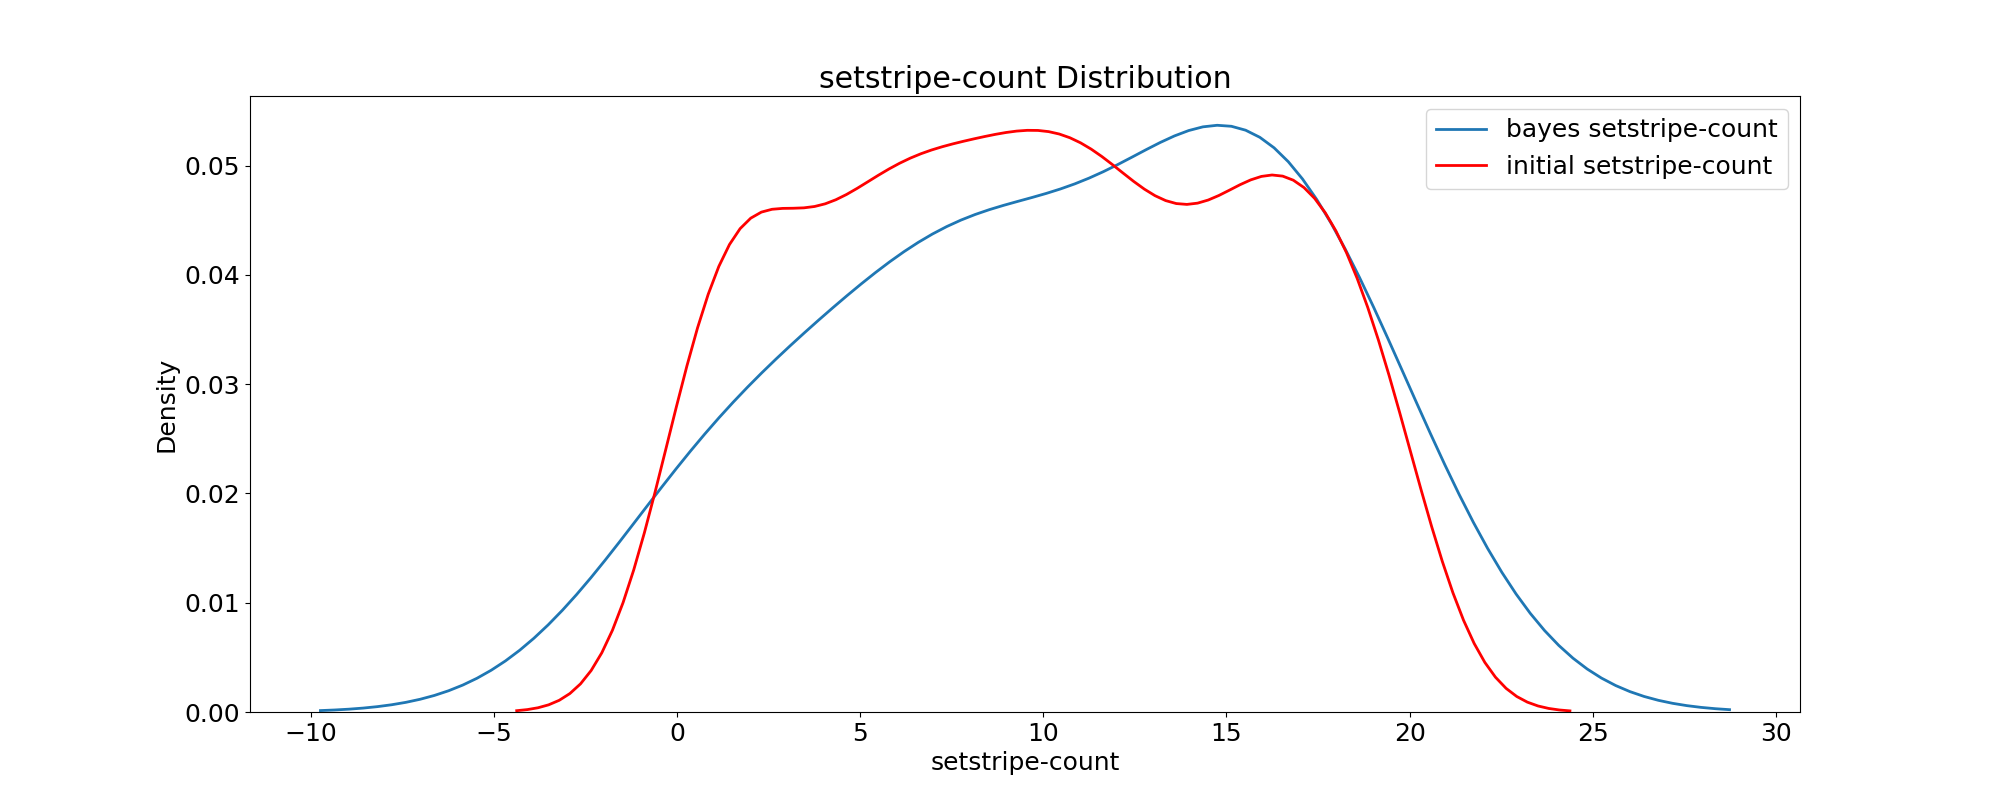 setstripe-count Distribution
bayes setstripe-count
initial setstripe-count
Density
0.05
0.04
0.03
0.02
0.01
0.00
−10 −5 0 5 10 15 20 25 30
setstripe-count